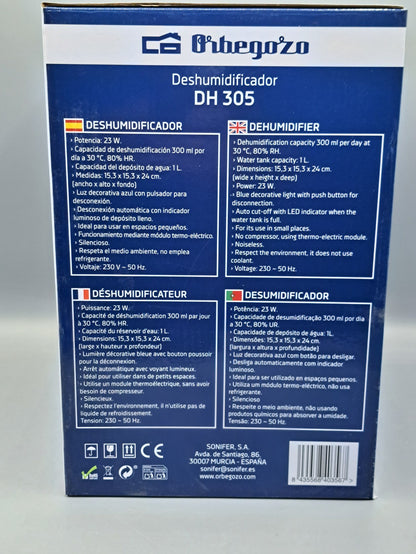 Orbegozo
Deshumidificador
DH 305
DESHUMIDIFICADOR
› Potencia: 23 W.
› Capacidad de deshumidificación 300 ml por
día a 30 °C, 80% HR.
› Capacidad del depósito de agua: 1 L.
› Medidas: 15,3 x 15,3 x 24 cm.
(ancho x alto x fondo)
› Luz decorativa azul con pulsador para
desconexión.
› Desconexión automática con indicador
luminoso de depósito lleno.
› Ideal para usar en espacios pequeños.
› Funcionamiento mediante módulo termo-eléctrico.
› Silencioso.
› Respeta el medio ambiente, no emplea
refrigerante.
› Voltaje: 230 V ~ 50 Hz.
DEHUMIDIFIER
› Dehumidification capacity 300 ml per day at
30 °C, 80% RH.
› Water tank capacity: 1 L.
› Dimensions: 15,3 x 15,3 x 24 cm.
(wide x height x deep)
› Power: 23 W.
› Blue decorative light with push button for
disconnection.
› Auto cut-off with LED indicator when the
water tank is full.
› For its use in small places.
› No compressor, using thermo-electric module.
› Noiseless.
› Respect the environment, it does not use
coolant.
› Voltage: 230 ~ 50 Hz.
DÉSHUMIDIFICATEUR
› Puissance: 23 W.
› Capacité de déshumidification 300 ml par jour
à 30 °C, 80% HR.
› Capacité du réservoir d'eau: 1 L.
› Dimensions: 15,3 x 15,3 x 24 cm.
(large x hauteur x profondeur)
› Lumière décorative bleue avec bouton poussoir
pour la déconnexion.
› Arrêt automatique avec voyant lumineux.
› Idéal pour utiliser dans de petits espaces.
› Utilise un module thermoélectrique, sans avoir
besoin de compresseur.
› Silencieux.
› Respectez l'environnement, il n'utilise pas de
liquide de refroidissement.
Tension: 230 ~ 50 Hz.
DESUMIDIFICADOR
› Potência: 23 W.
› Capacidade de desumidificação 300 ml por dia
a 30 °C, 80% UR.
› Capacidade de depósito de água: 1L.
› Dimensões: 15,3 x 15,3 x 24 cm.
(largura x altura x profundidade)
› Luz decorativa azul com botão para desligar.
› Desliga automaticamente com indicador
luminoso.
› Ideal para ser utilizado em espaços pequenos.
› Utiliza um módulo termo-elétrico, não usa
refrigerante.
› Silencioso.
› Respeita o meio ambiente, não usando
produtos químicos para absorver a umidade.
› Tensão: 230 ~ 50 Hz.
CE
SONIFER, S.A.
Avda. de Santiago, 86
30007 MURCIA - ESPAÑA
sonifer@sonifer.es
www.orbegozo.com
8 435568 403567 >